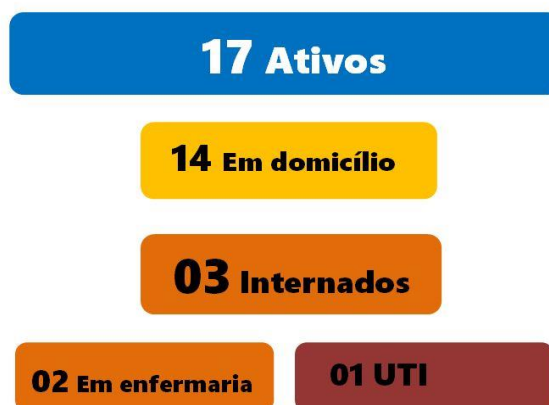 17 Ativos
14 Em domicílio
03 Internados
02 Em enfermaria
01 UTI